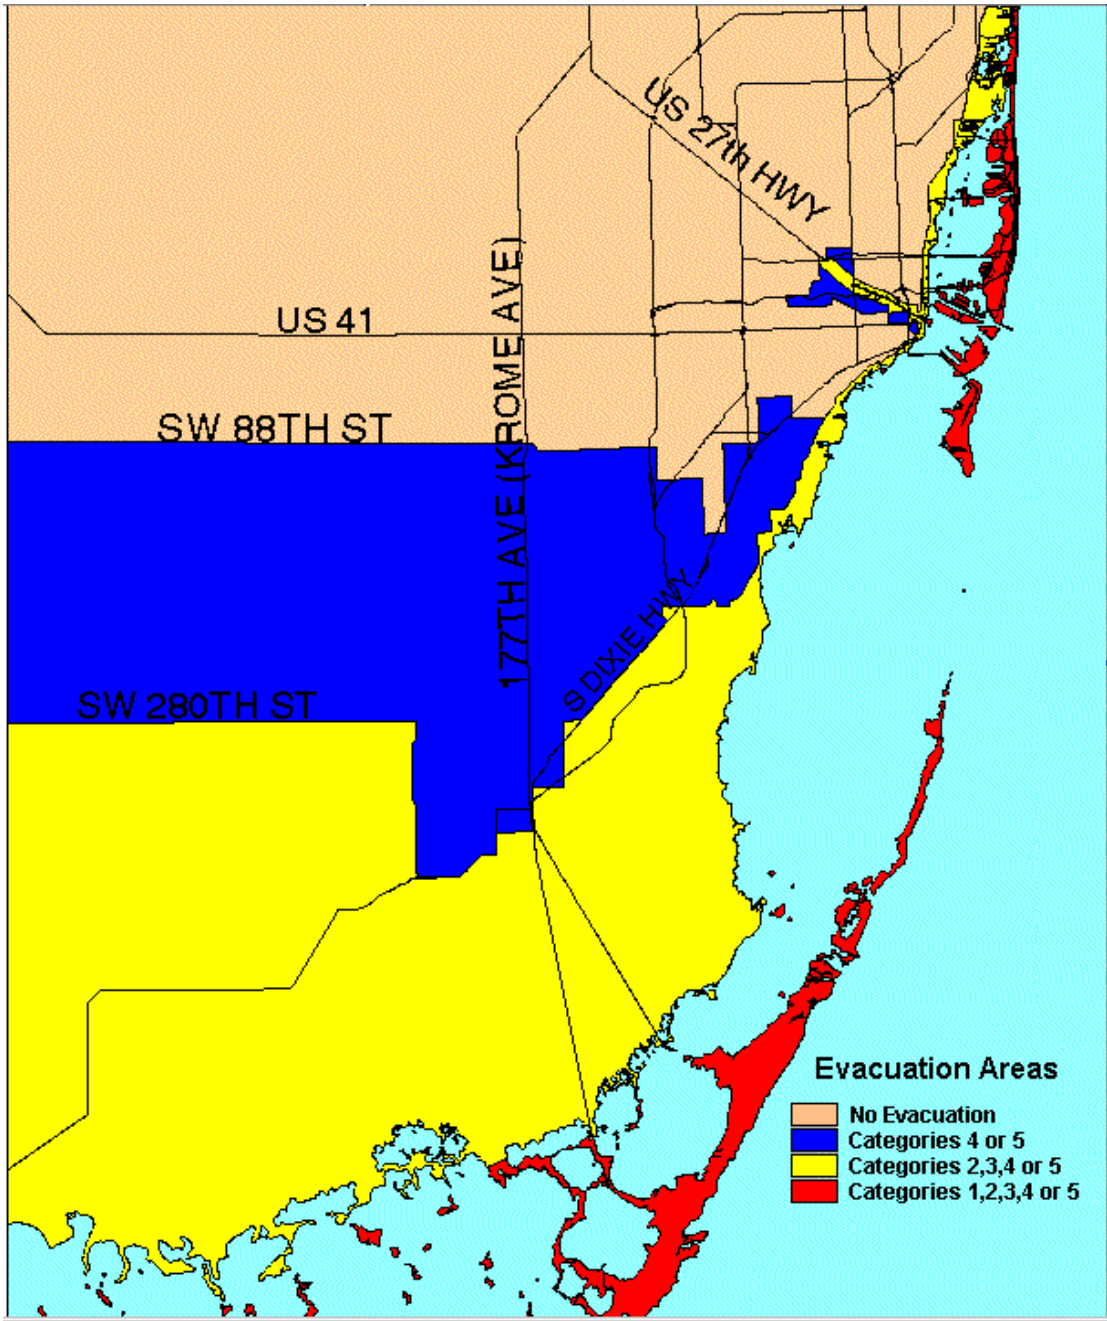 US 27th HWY
US 41
177TH AVE (KROME AVE)
SW 88TH ST
S DIXIE HWY
SW 280TH ST
Evacuation Areas
No Evacuation
Categories 4 or 5
Categories 2,3,4 or 5
Categories 1,2,3,4 or 5